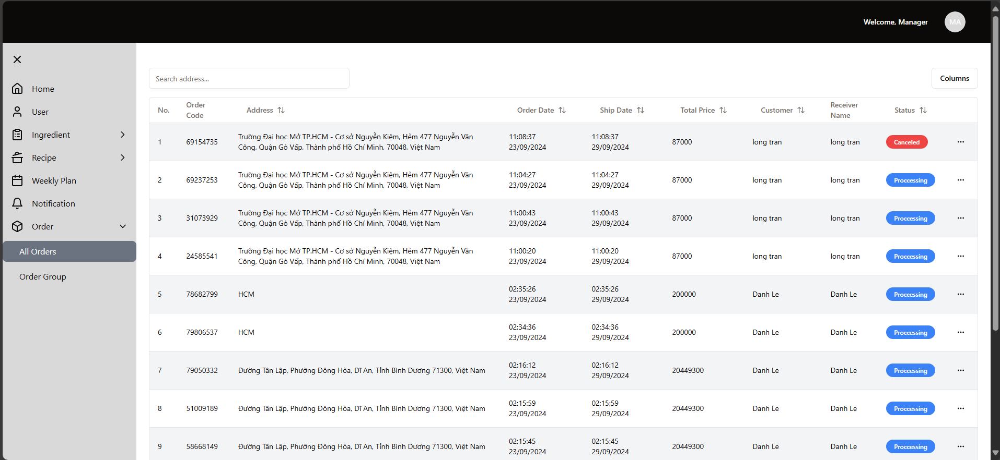 Welcome, Manager
MA
Home
User
Ingredient
Recipe
Weekly Plan
Notification
Order
All Orders
Order Group
Search address...
Columns
No. Order Code Address Order Date Ship Date Total Price Customer Receiver Name Status
1 69154735 Trường Đại học Mở TP.HCM - Cơ sở Nguyễn Kiệm, Hẻm 477 Nguyễn Văn Công, Quận Gò Vấp, Thành phố Hồ Chí Minh, 70048, Việt Nam 11:08:37 23/09/2024 11:08:37 29/09/2024 87000 long tran long tran Canceled
2 69237253 Trường Đại học Mở TP.HCM - Cơ sở Nguyễn Kiệm, Hẻm 477 Nguyễn Văn Công, Quận Gò Vấp, Thành phố Hồ Chí Minh, 70048, Việt Nam 11:04:27 23/09/2024 11:04:27 29/09/2024 87000 long tran long tran Proccessing
3 31073929 Trường Đại học Mở TP.HCM - Cơ sở Nguyễn Kiệm, Hẻm 477 Nguyễn Văn Công, Quận Gò Vấp, Thành phố Hồ Chí Minh, 70048, Việt Nam 11:00:43 23/09/2024 11:00:43 29/09/2024 87000 long tran long tran Proccessing
4 24585541 Trường Đại học Mở TP.HCM - Cơ sở Nguyễn Kiệm, Hẻm 477 Nguyễn Văn Công, Quận Gò Vấp, Thành phố Hồ Chí Minh, 70048, Việt Nam 11:00:20 23/09/2024 11:00:20 29/09/2024 87000 long tran long tran Proccessing
5 78682799 HCM 02:35:26 23/09/2024 02:35:26 29/09/2024 200000 Danh Le Danh Le Proccessing
6 79806537 HCM 02:34:36 23/09/2024 02:34:36 29/09/2024 200000 Danh Le Danh Le Proccessing
7 79050332 Đường Tân Lập, Phường Đông Hòa, Dĩ An, Tỉnh Bình Dương 71300, Việt Nam 02:16:12 23/09/2024 02:16:12 29/09/2024 20449300 Danh Le Danh Le Proccessing
8 51009189 Đường Tân Lập, Phường Đông Hòa, Dĩ An, Tỉnh Bình Dương 71300, Việt Nam 02:15:59 23/09/2024 02:15:59 29/09/2024 20449300 Danh Le Danh Le Proccessing
9 58668149 Đường Tân Lập, Phường Đông Hòa, Dĩ An, Tỉnh Bình Dương 71300, Việt Nam 02:15:45 23/09/2024 02:15:45 29/09/2024 20449300 Danh Le Danh Le Proccessing